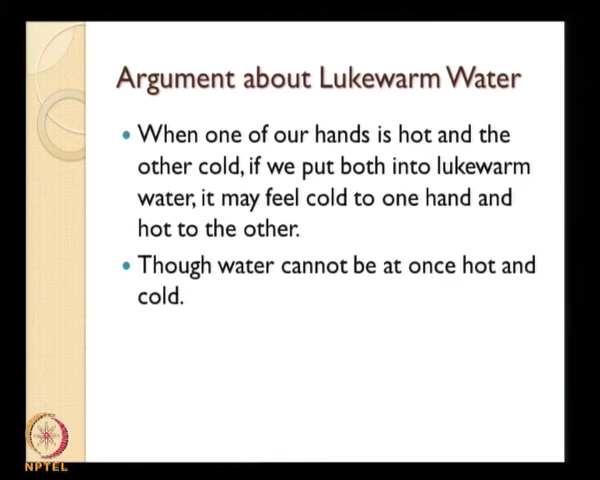 Argument about Lukewarm Water
• When one of our hands is hot and the
other cold, if we put both into lukewarm
water, it may feel cold to one hand and
hot to the other.
• Though water cannot be at once hot and
cold.
NPTEL